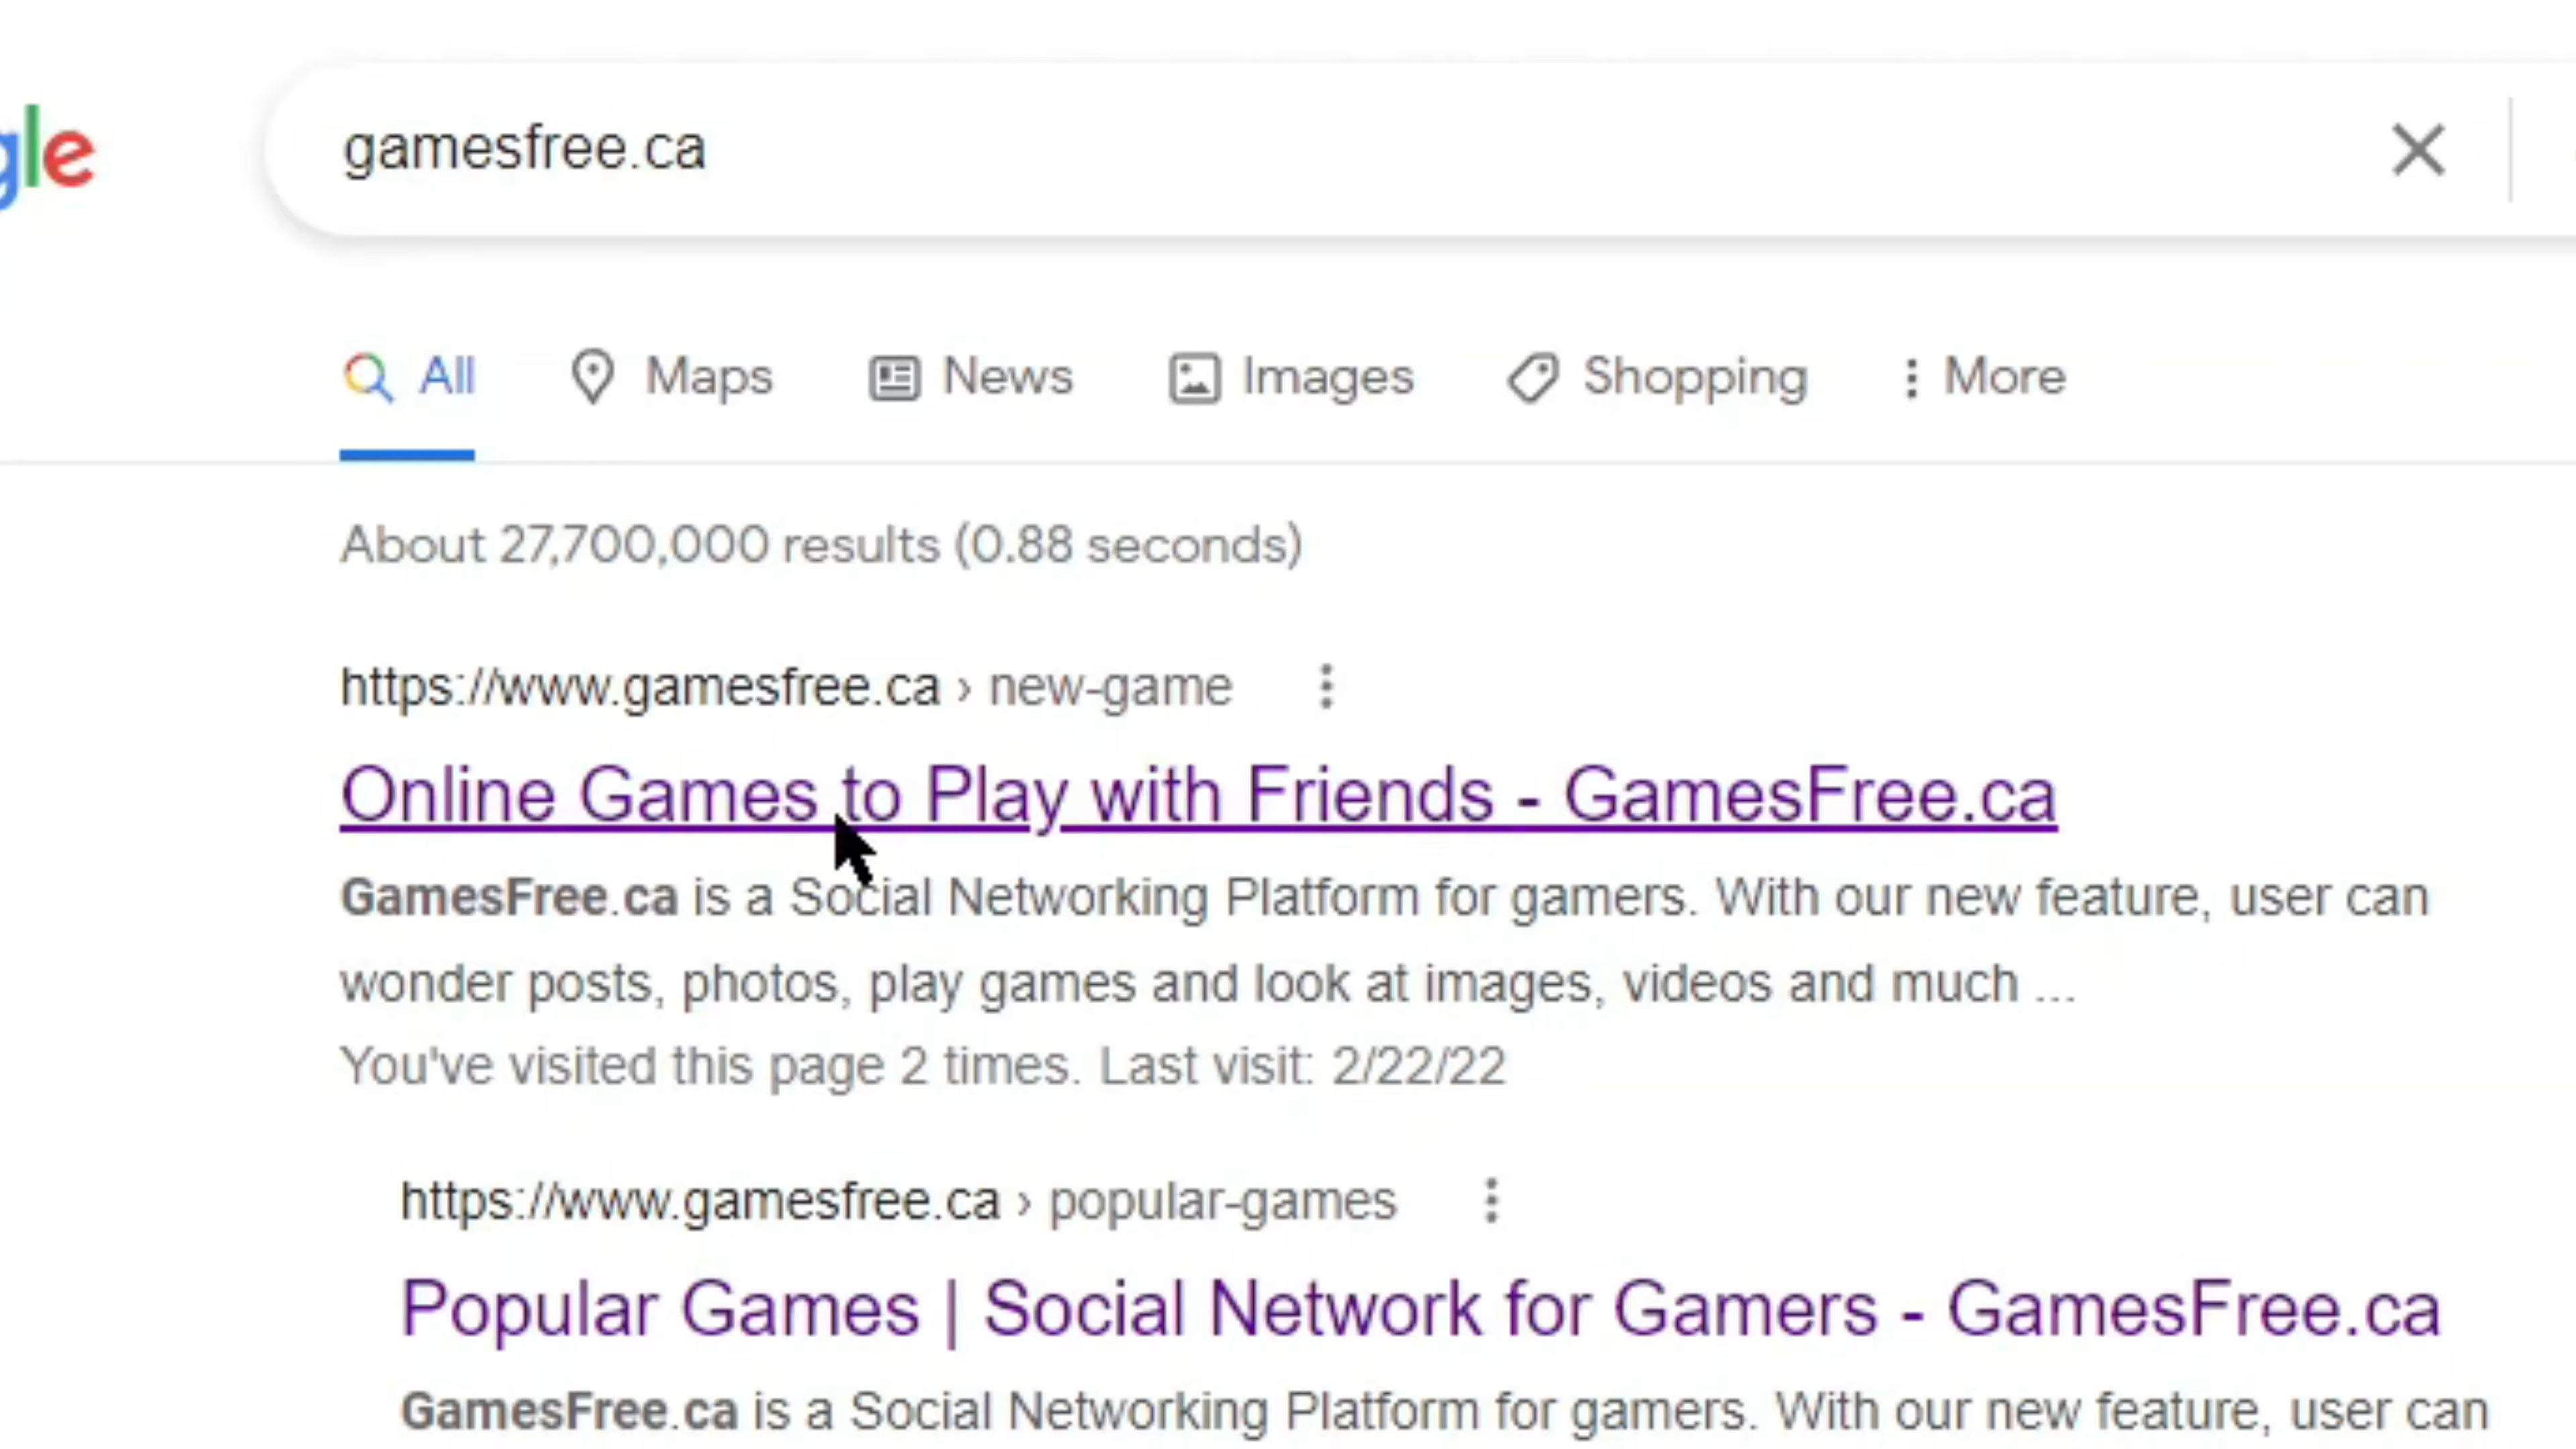 gle
gamesfree.ca
All Maps News Images Shopping More
About 27,700,000 results (0.88 seconds)
https://www.gamesfree.ca › new-game
Online Games to Play with Friends - GamesFree.ca
GamesFree.ca is a Social Networking Platform for gamers. With our new feature, user can
wonder posts, photos, play games and look at images, videos and much ...
You've visited this page 2 times. Last visit: 2/22/22
https://www.gamesfree.ca › popular-games
Popular Games | Social Network for Gamers - GamesFree.ca
GamesFree.ca is a Social Networking Platform for gamers. With our new feature, user can